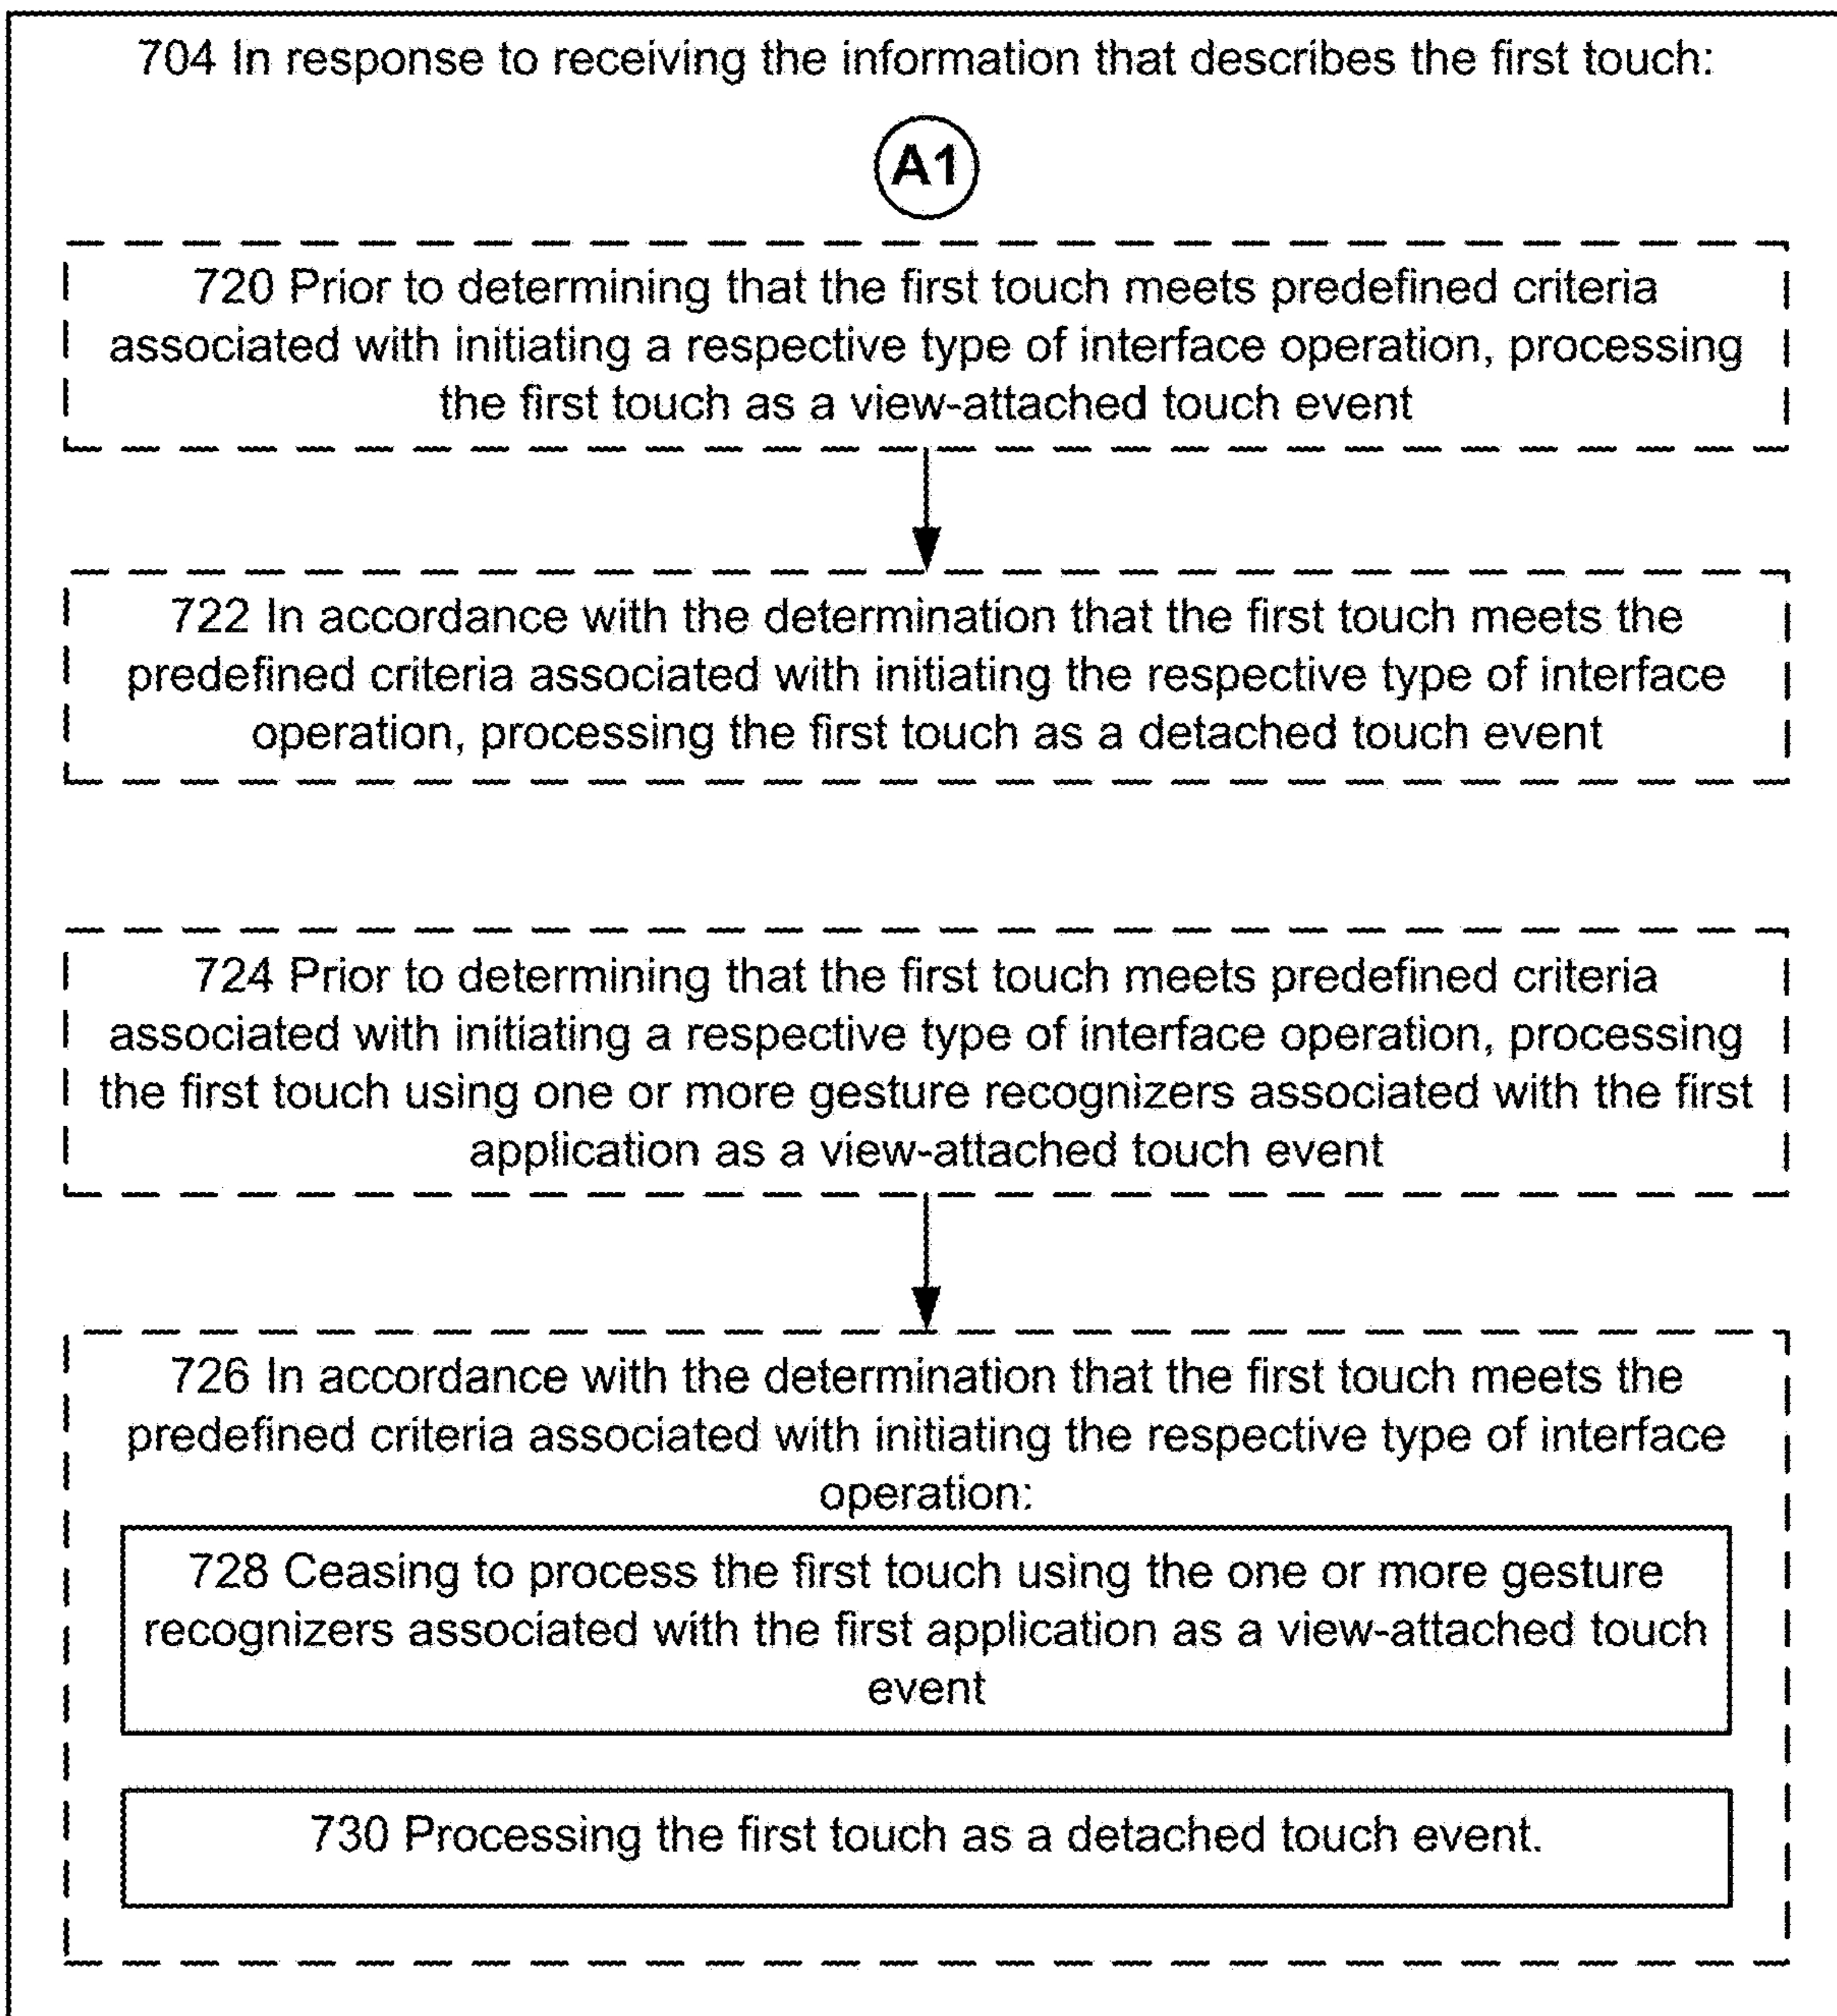 704 In response to receiving the information that describes the first touch:
A1
720 Prior to determining that the first touch meets predefined criteria
associated with initiating a respective type of interface operation, processing
the first touch as a view-attached touch event
722 In accordance with the determination that the first touch meets the
predefined criteria associated with initiating the respective type of interface
operation, processing the first touch as a detached touch event
724 Prior to determining that the first touch meets predefined criteria
associated with initiating a respective type of interface operation, processing
the first touch using one or more gesture recognizers associated with the first
application as a view-attached touch event
726 In accordance with the determination that the first touch meets the
predefined criteria associated with initiating the respective type of interface
operation:
728 Ceasing to process the first touch using the one or more gesture
recognizers associated with the first application as a view-attached touch
event
730 Processing the first touch as a detached touch event.